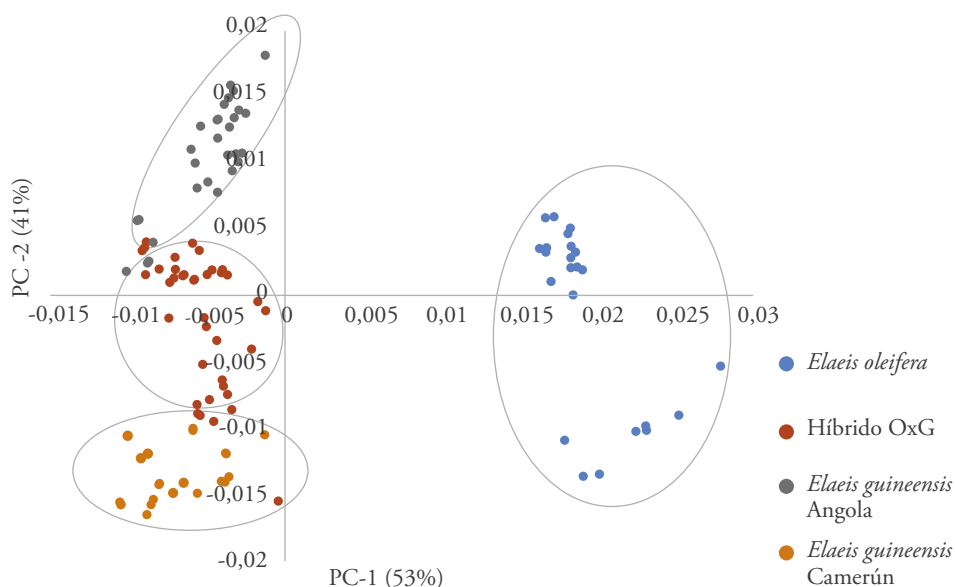 0,02
0,015
0,01
0,005
0
-0,005
-0,01
-0,015
-0,02
PC -2 (41%)
-0,015
-0,01
-0,005
0
0,005
0,01
0,015
0,02
0,025
0,03
PC-1 (53%)
Elaeis oleifera
Híbrido OxG
Elaeis guineensis
Angola
Elaeis guineensis
Camerún